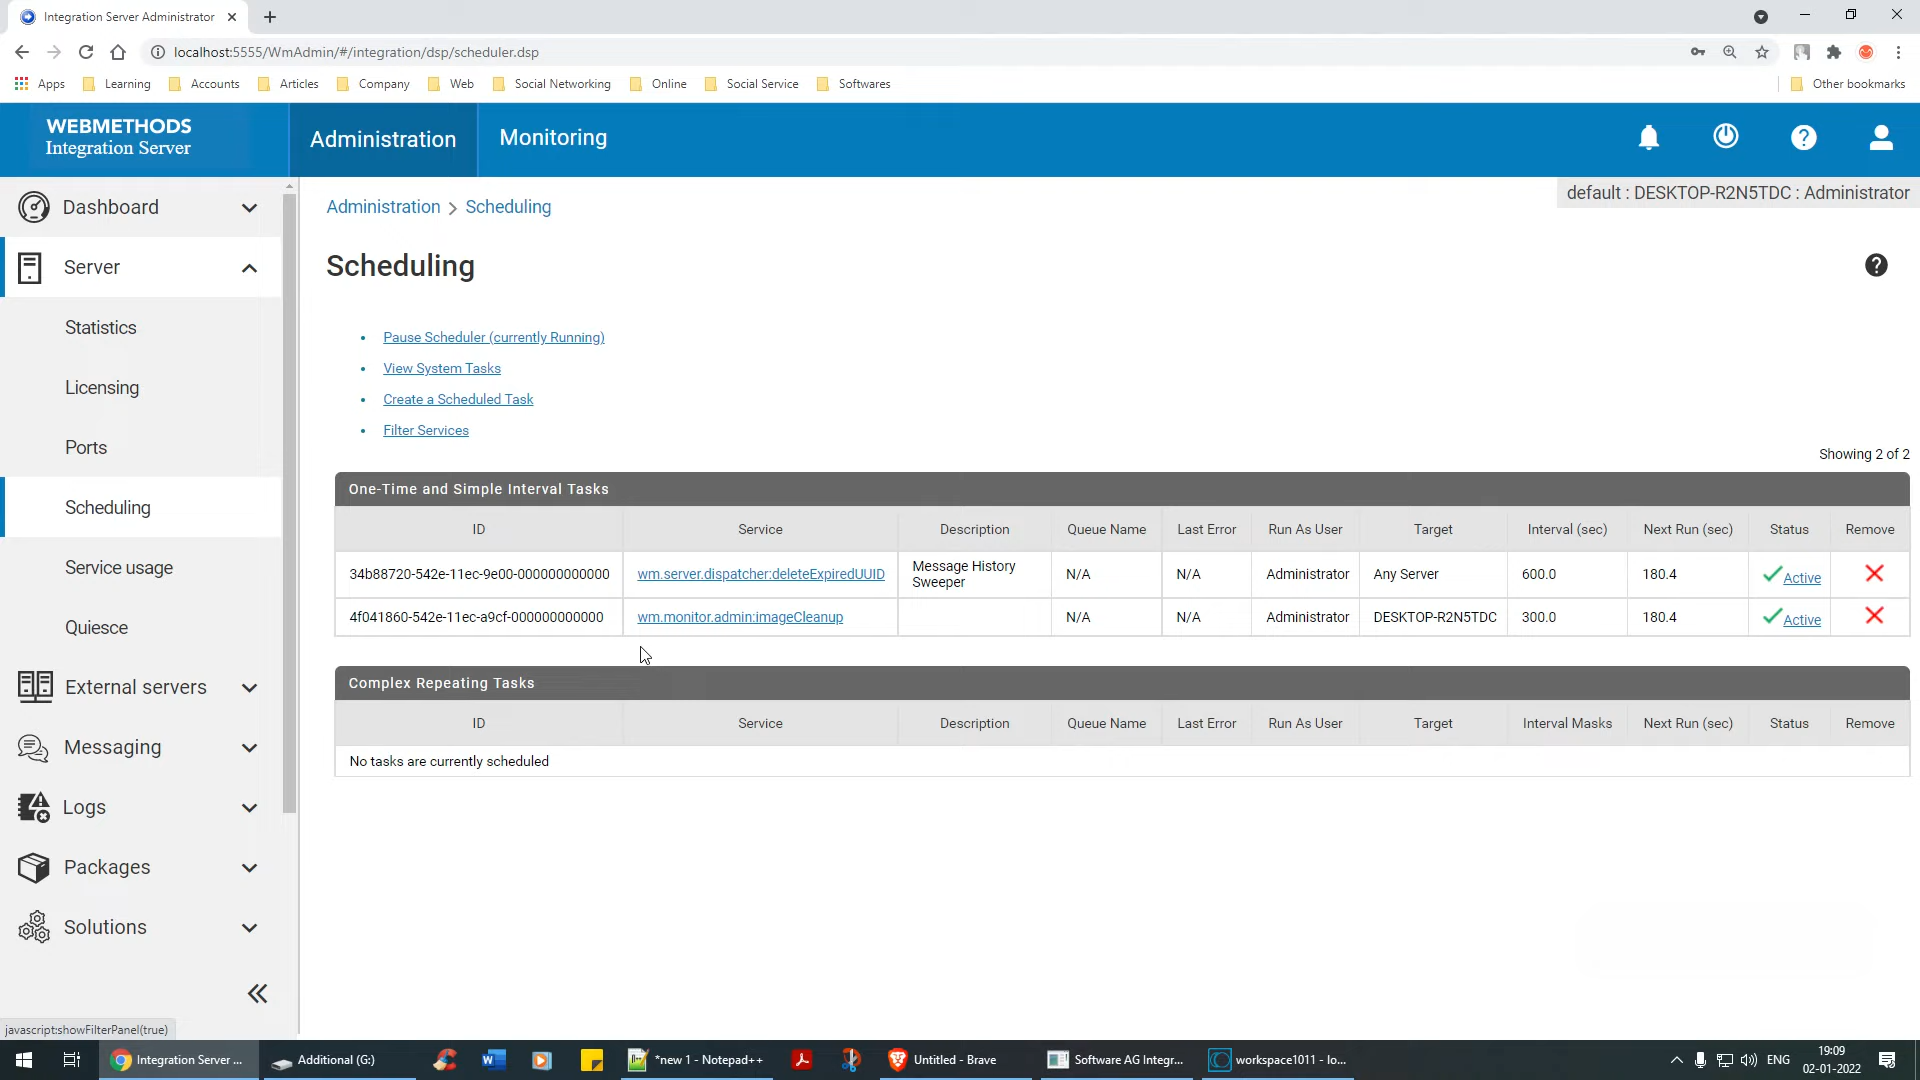 Integration Server Administrator
localhost:5555/WmAdmin/#/integration/dsp/scheduler.dsp
Apps Learning Accounts Articles Company Web Social Networking Online Social Service Softwares Other bookmarks
WEBMETHODS
Integration Server
Administration
Monitoring
default : DESKTOP-R2N5TDC : Administrator
Dashboard
Server
Statistics
Licensing
Ports
Scheduling
Service usage
Quiesce
External servers
Messaging
Logs
Packages
Solutions
javascript:showFilterPanel(true)
Administration > Scheduling
Scheduling
Pause Scheduler (currently Running)
View System Tasks
Create a Scheduled Task
Filter Services
Showing 2 of 2
One-Time and Simple Interval Tasks
ID Service Description Queue Name Last Error Run As User Target Interval (sec) Next Run (sec) Status Remove
34b88720-542e-11ec-9e00-000000000000 wm.server.dispatcher:deleteExpiredUUID Message History Sweeper N/A N/A Administrator Any Server 600.0 180.4 Active
4f041860-542e-11ec-a9cf-000000000000 wm.monitor.admin:imageCleanup N/A N/A Administrator DESKTOP-R2N5TDC 300.0 180.4 Active
Complex Repeating Tasks
ID Service Description Queue Name Last Error Run As User Target Interval Masks Next Run (sec) Status Remove
No tasks are currently scheduled
Integration Server ... Additional (G:) *new 1 - Notepad++ Untitled - Brave Software AG Integr... workspace1011 - lo... ENG 19:09
02-01-2022